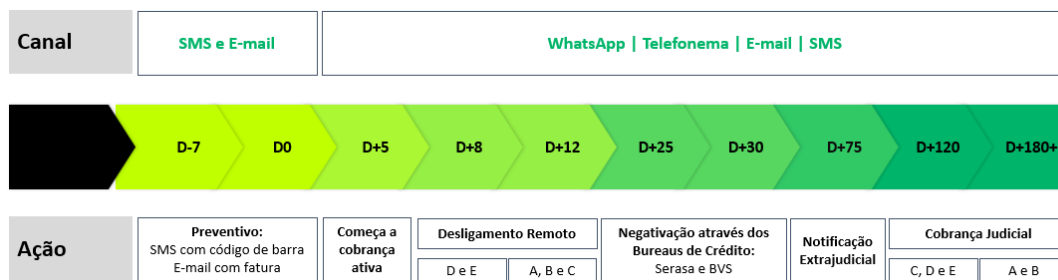 Canal
SMS e E-mail
WhatsApp | Telefonema | E-mail | SMS
D-7
D0
D+5
D+8
D+12
D+25
D+30
D+75
D+120
D+180+
Ação
Preventivo:
SMS com código de barra
E-mail com fatura
Começa a
cobrança
ativa
Desligamento Remoto
D e E
A, B e C
Negativação através dos
Bureaus de Crédito:
Serasa e BVS
Notificação
Extrajudicial
Cobrança Judicial
C, D e E
A e B